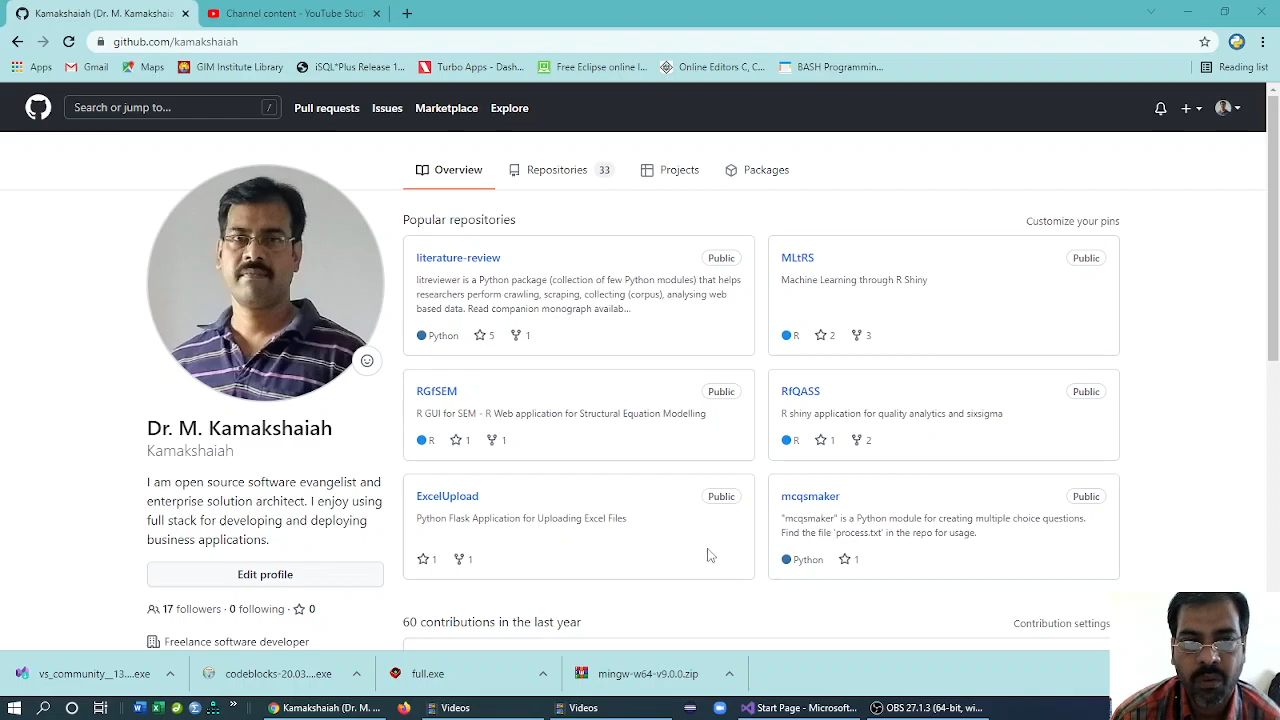 Kamakshaiah (Dr. M. Kamakshaia
Channel content - YouTube Stud
github.com/kamakshaiah
Apps
Gmail
Maps
GIM Institute Library
iSQL*Plus Release 1...
Turbo Apps - Dash...
Free Eclipse online I...
Online Editors C, C...
BASH Programmin...
Reading list
Search or jump to...
/
Pull requests
Issues
Marketplace
Explore
Overview
Repositories 33
Projects
Packages
Popular repositories
Customize your pins
literature-review
Public
litreviewer is a Python package (collection of few Python modules) that helps
researchers perform crawling, scraping, collecting (corpus), analysing web
based data. Read companion monograph availab...
Python 5 1
MLtRS
Public
Machine Learning through R Shiny
R 2 3
RGfSEM
Public
R GUI for SEM - R Web application for Structural Equation Modelling
R 1 1
RfQASS
Public
R shiny application for quality analytics and sixsigma
R 1 2
ExcelUpload
Public
Python Flask Application for Uploading Excel Files
1 1
mcqsmaker
Public
"mcqsmaker" is a Python module for creating multiple choice questions.
Find the file 'process.txt' in the repo for usage.
Python 1
Dr. M. Kamakshaiah
Kamakshaiah
I am open source software evangelist and
enterprise solution architect. I enjoy using
full stack for developing and deploying
business applications.
Edit profile
17 followers · 0 following · 0
Freelance software developer
60 contributions in the last year
Contribution settings
vs_community__13....exe
codeblocks-20.03....exe
full.exe
mingw-w64-v9.0.0.zip
Kamakshaiah (Dr. M. ...
Videos
Videos
Start Page - Microsoft...
OBS 27.1.3 (64-bit, wi...